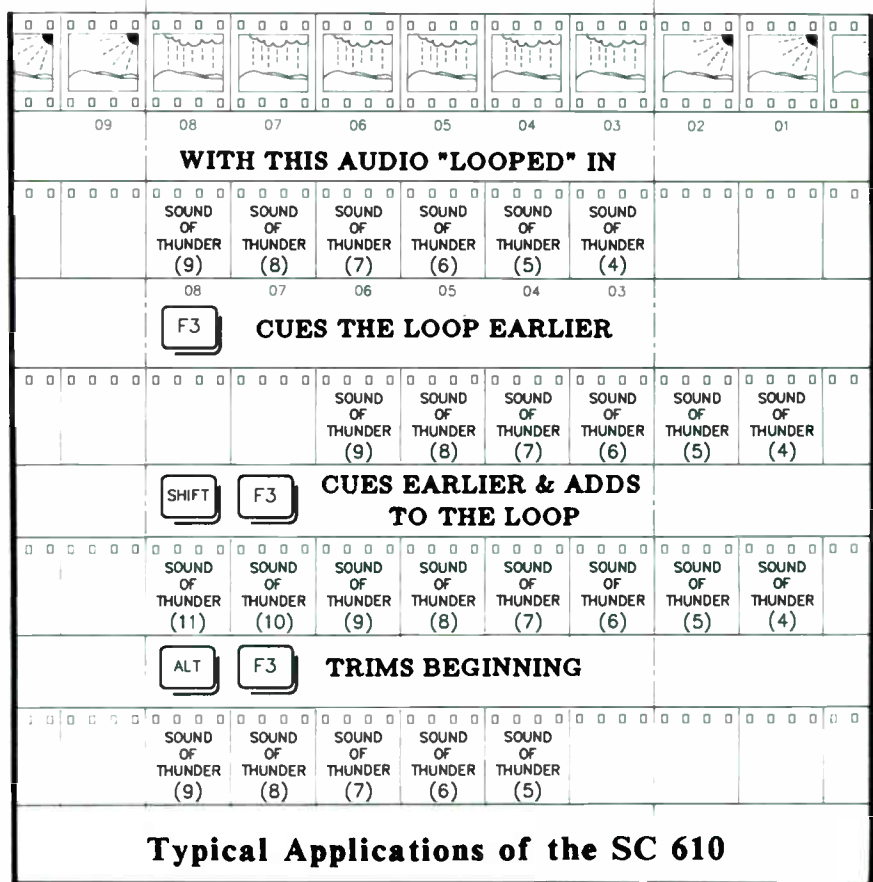 09 08 07 06 05 04 03 02 01
WITH THIS AUDIO "LOOPED" IN
SOUND SOUND SOUND SOUND SOUND SOUND
OF OF OF OF OF OF
THUNDER THUNDER THUNDER THUNDER THUNDER THUNDER
(9) (8) (7) (6) (5) (4)
08 07 06 05 04 03
F3 CUES THE LOOP EARLIER
SOUND SOUND SOUND SOUND SOUND SOUND
OF OF OF OF OF OF
THUNDER THUNDER THUNDER THUNDER THUNDER THUNDER
(9) (8) (7) (6) (5) (4)
SHIFT F3 CUES EARLIER & ADDS
TO THE LOOP
SOUND SOUND SOUND SOUND SOUND SOUND SOUND SOUND
OF OF OF OF OF OF OF OF
THUNDER THUNDER THUNDER THUNDER THUNDER THUNDER THUNDER THUNDER
(11) (10) (9) (8) (7) (6) (5) (4)
ALT F3 TRIMS BEGINNING
SOUND SOUND SOUND SOUND SOUND
OF OF OF OF OF
THUNDER THUNDER THUNDER THUNDER THUNDER
(9) (8) (7) (6) (5)
Typical Applications of the SC 610